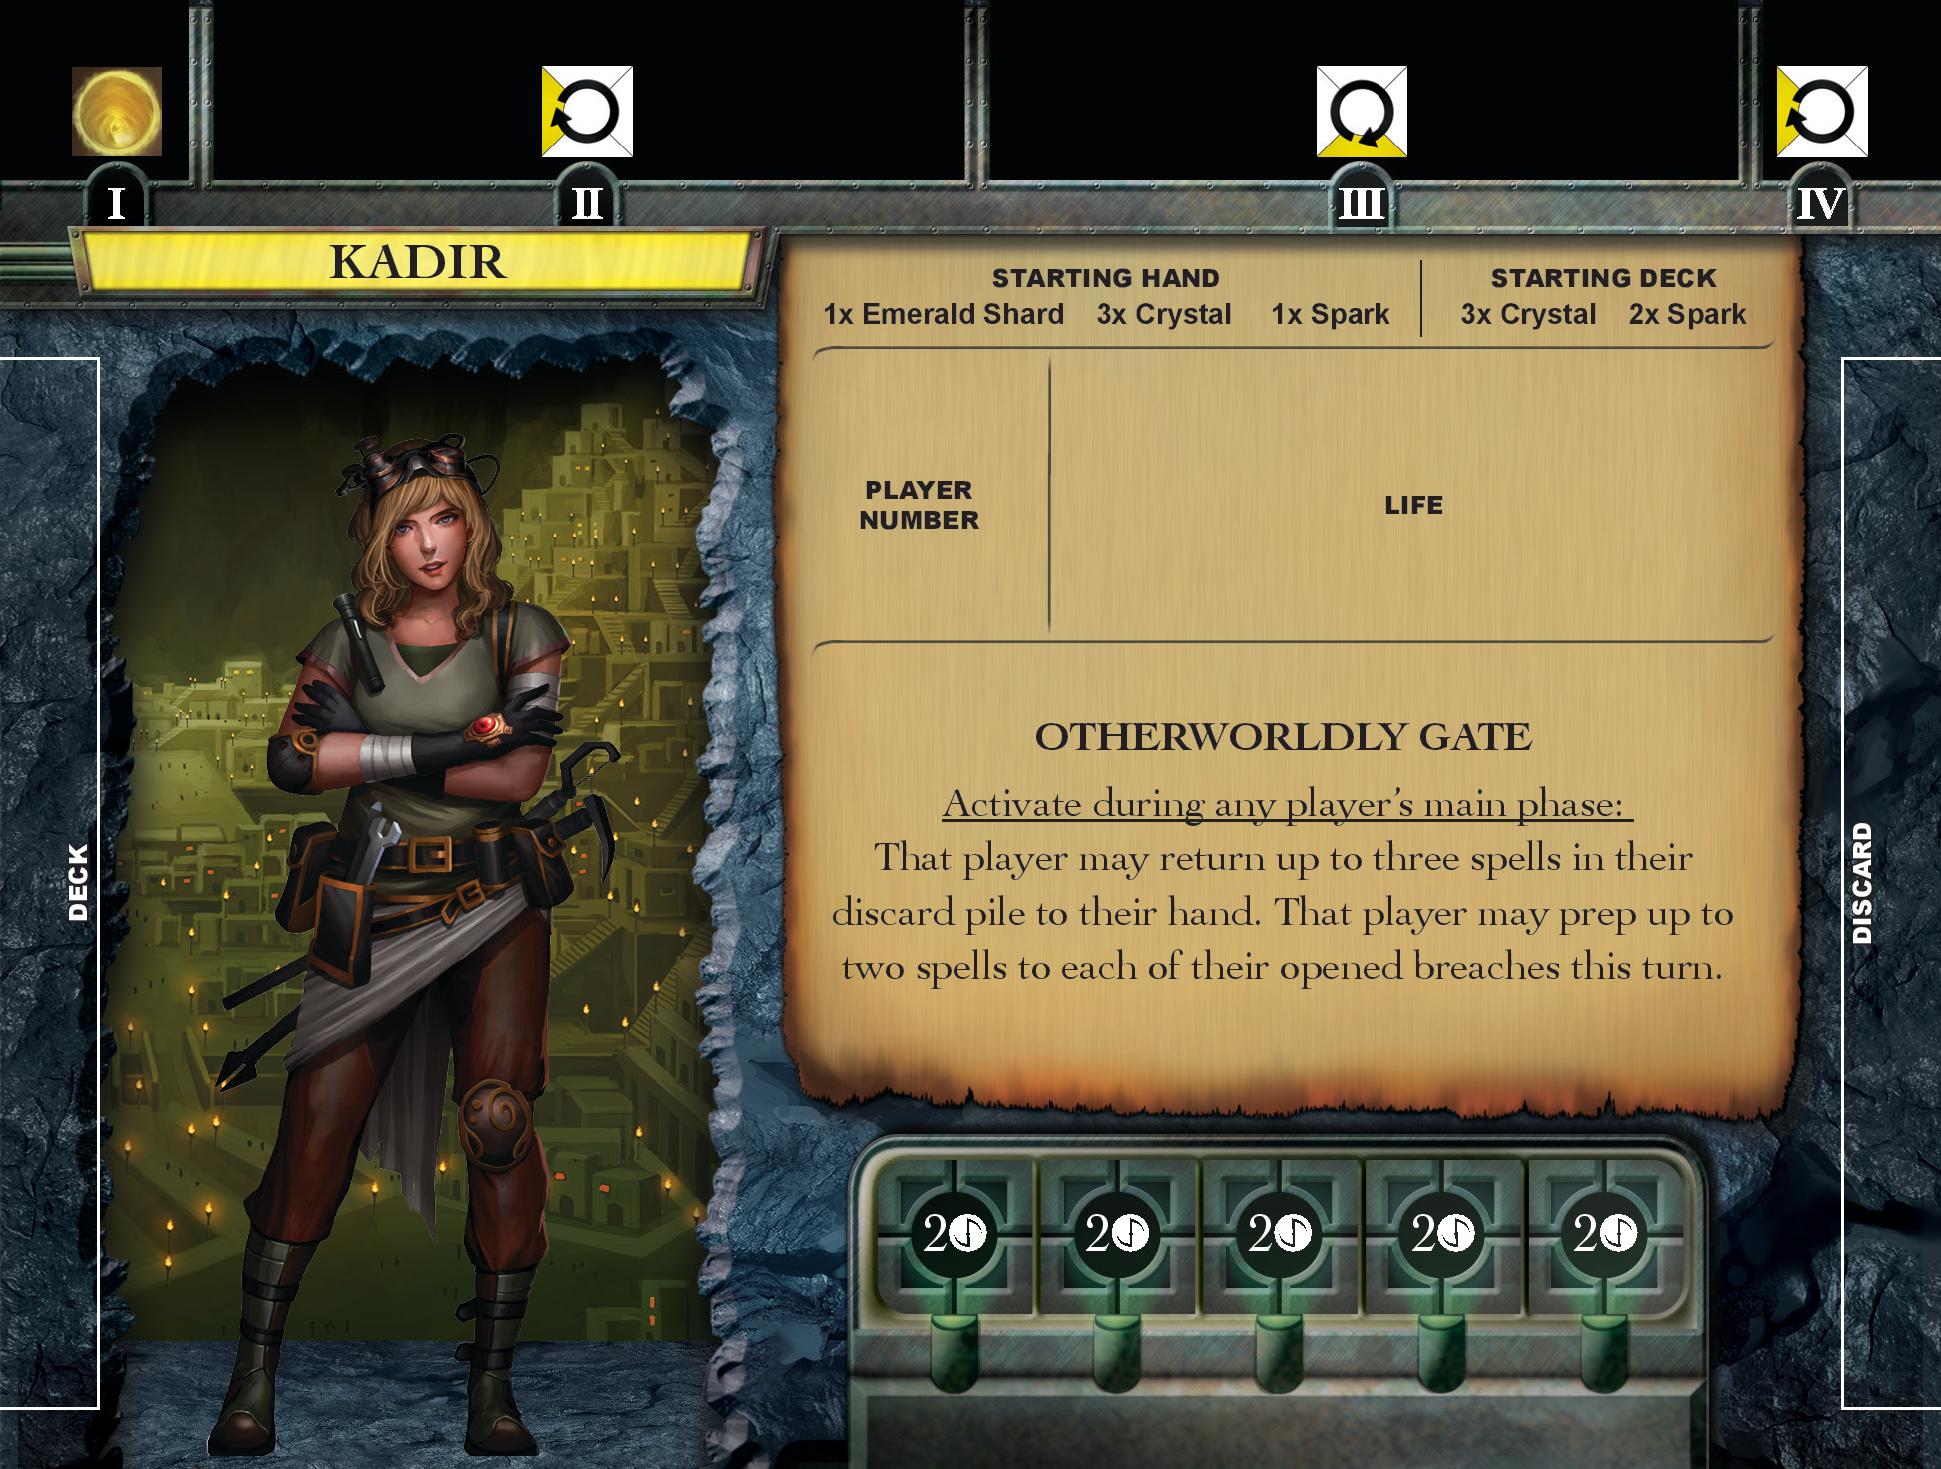 I
II
III
IV
KADIR
STARTING HAND
1x Emerald Shard 3x Crystal 1x Spark
STARTING DECK
3x Crystal 2x Spark
PLAYER
NUMBER
LIFE
OTHERWORLDLY GATE
Activate during any player's main phase:
That player may return up to three spells in their
discard pile to their hand. That player may prep up to
two spells to each of their opened breaches this turn.
2 2 2 2 2
DECK
DISCARD